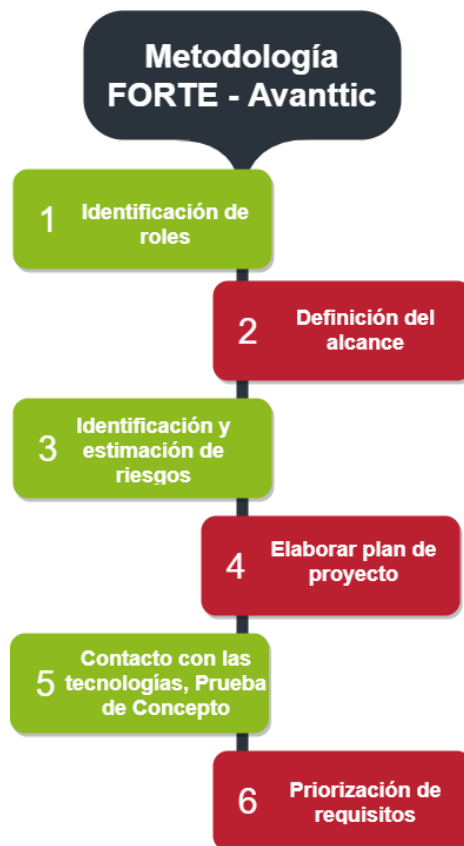 Metodología
FORTE - Avanttic
1
Identificación de
roles
2
Definición del
alcance
3
Identificación y
estimación de
riesgos
4
Elaborar plan de
proyecto
5
Contacto con las
tecnologías, Prueba
de Concepto
6
Priorización de
requisitos